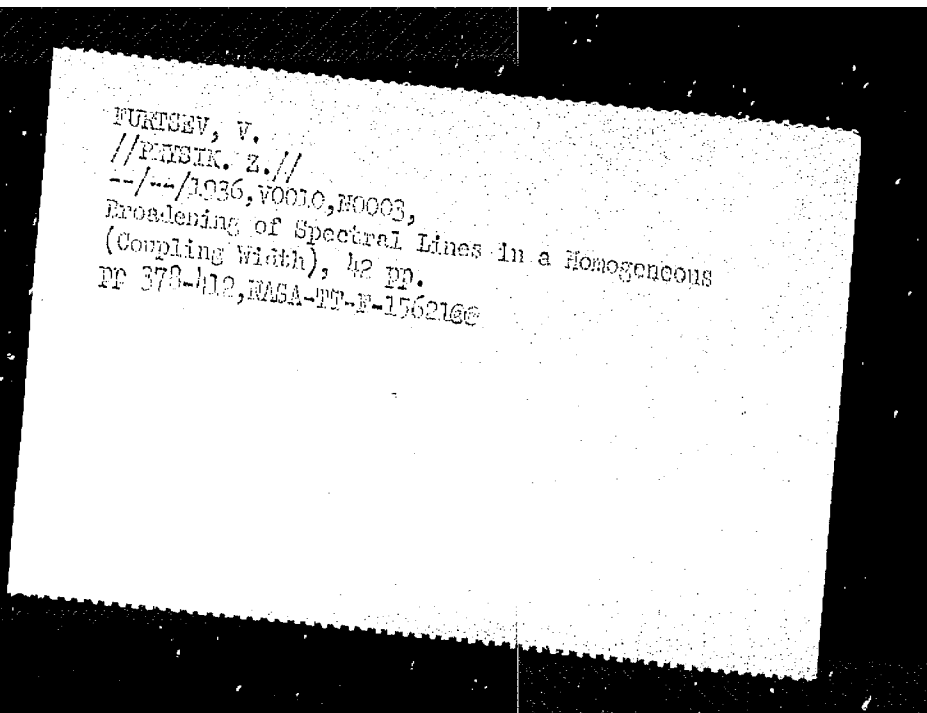 FURTSEV, V.
//PHYSIK. Z.//
--/--/1936,V0010,N0003,
Broadening of Spectral Lines in a Homogeneous
(Coupling Width), 42 pp.
PP 378-412,NASA-TT-F-15621@@